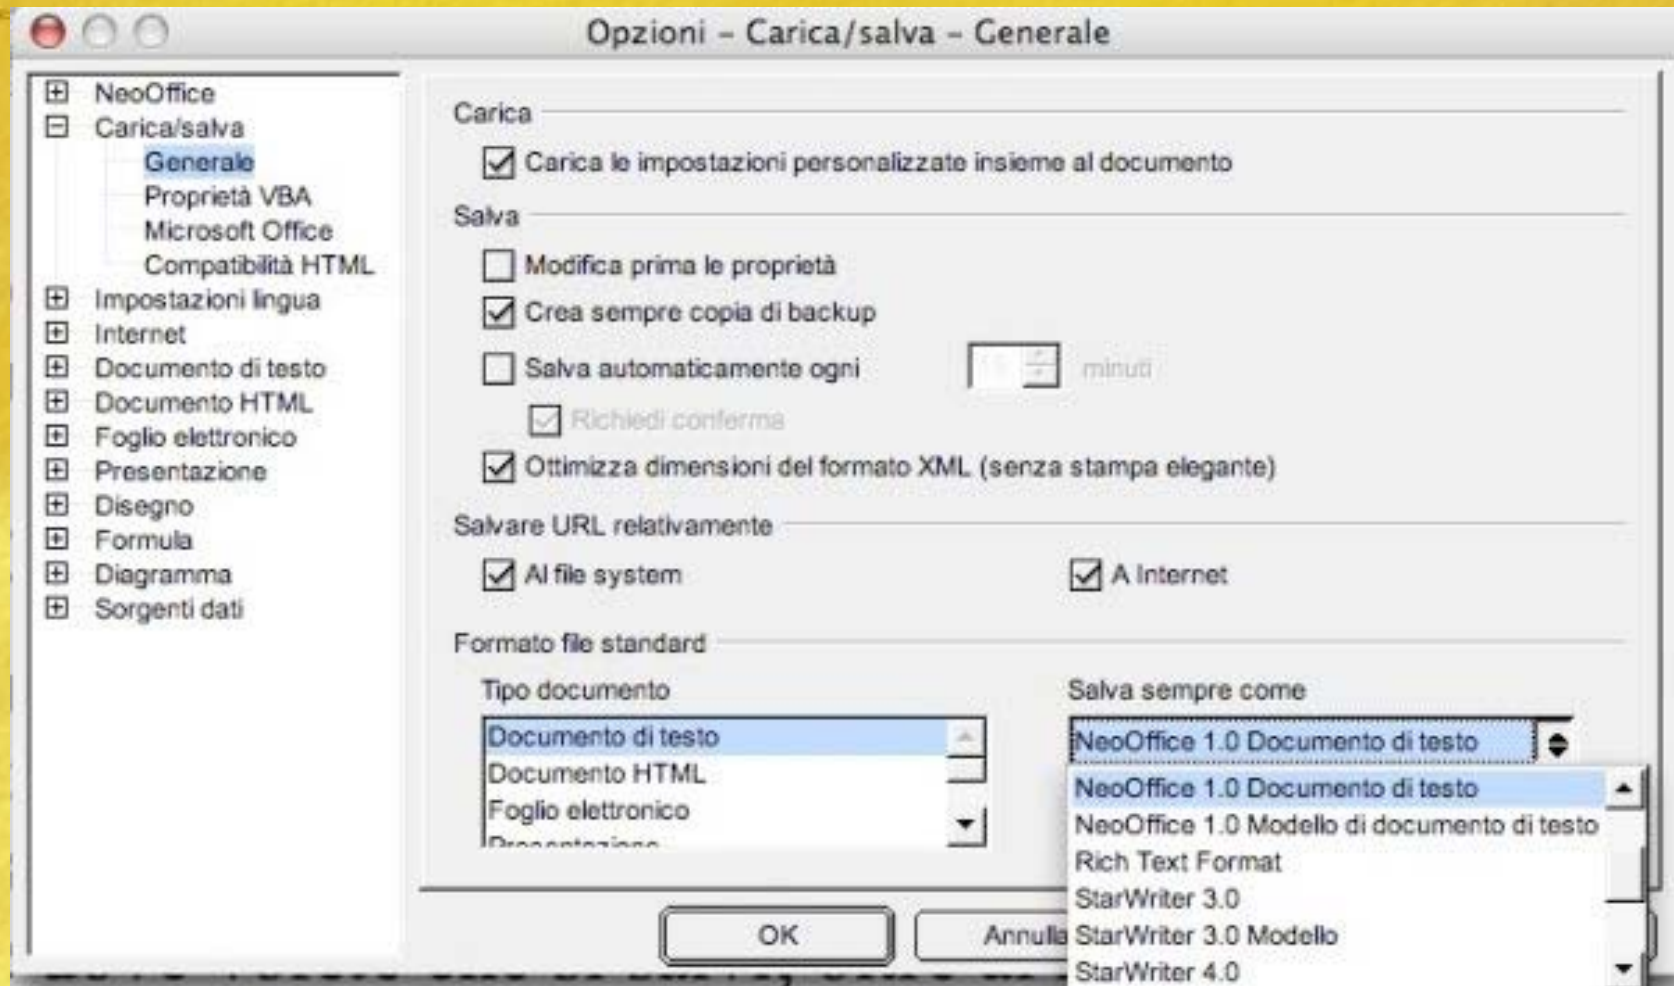 Opzioni – Carica/salva – Generale
NeoOffice
Carica/salva
Generale
Proprietà VBA
Microsoft Office
Compatibilità HTML
Impostazioni lingua
Internet
Documento di testo
Documento HTML
Foglio elettronico
Presentazione
Disegno
Formula
Diagramma
Sorgenti dati
Carica
Carica le impostazioni personalizzate insieme al documento
Salva
Modifica prima le proprietà
Crea sempre copia di backup
Salva automaticamente ogni minuti
Richiedi conferma
Ottimizza dimensioni del formato XML (senza stampa elegante)
Salvare URL relativamente
Al file system A Internet
Formato file standard
Tipo documento Salva sempre come
Documento di testo NeoOffice 1.0 Documento di testo
Documento HTML
Foglio elettronico
Presentazione
NeoOffice 1.0 Documento di testo
NeoOffice 1.0 Modello di documento di testo
Rich Text Format
StarWriter 3.0
StarWriter 3.0 Modello
StarWriter 4.0
OK Annulla